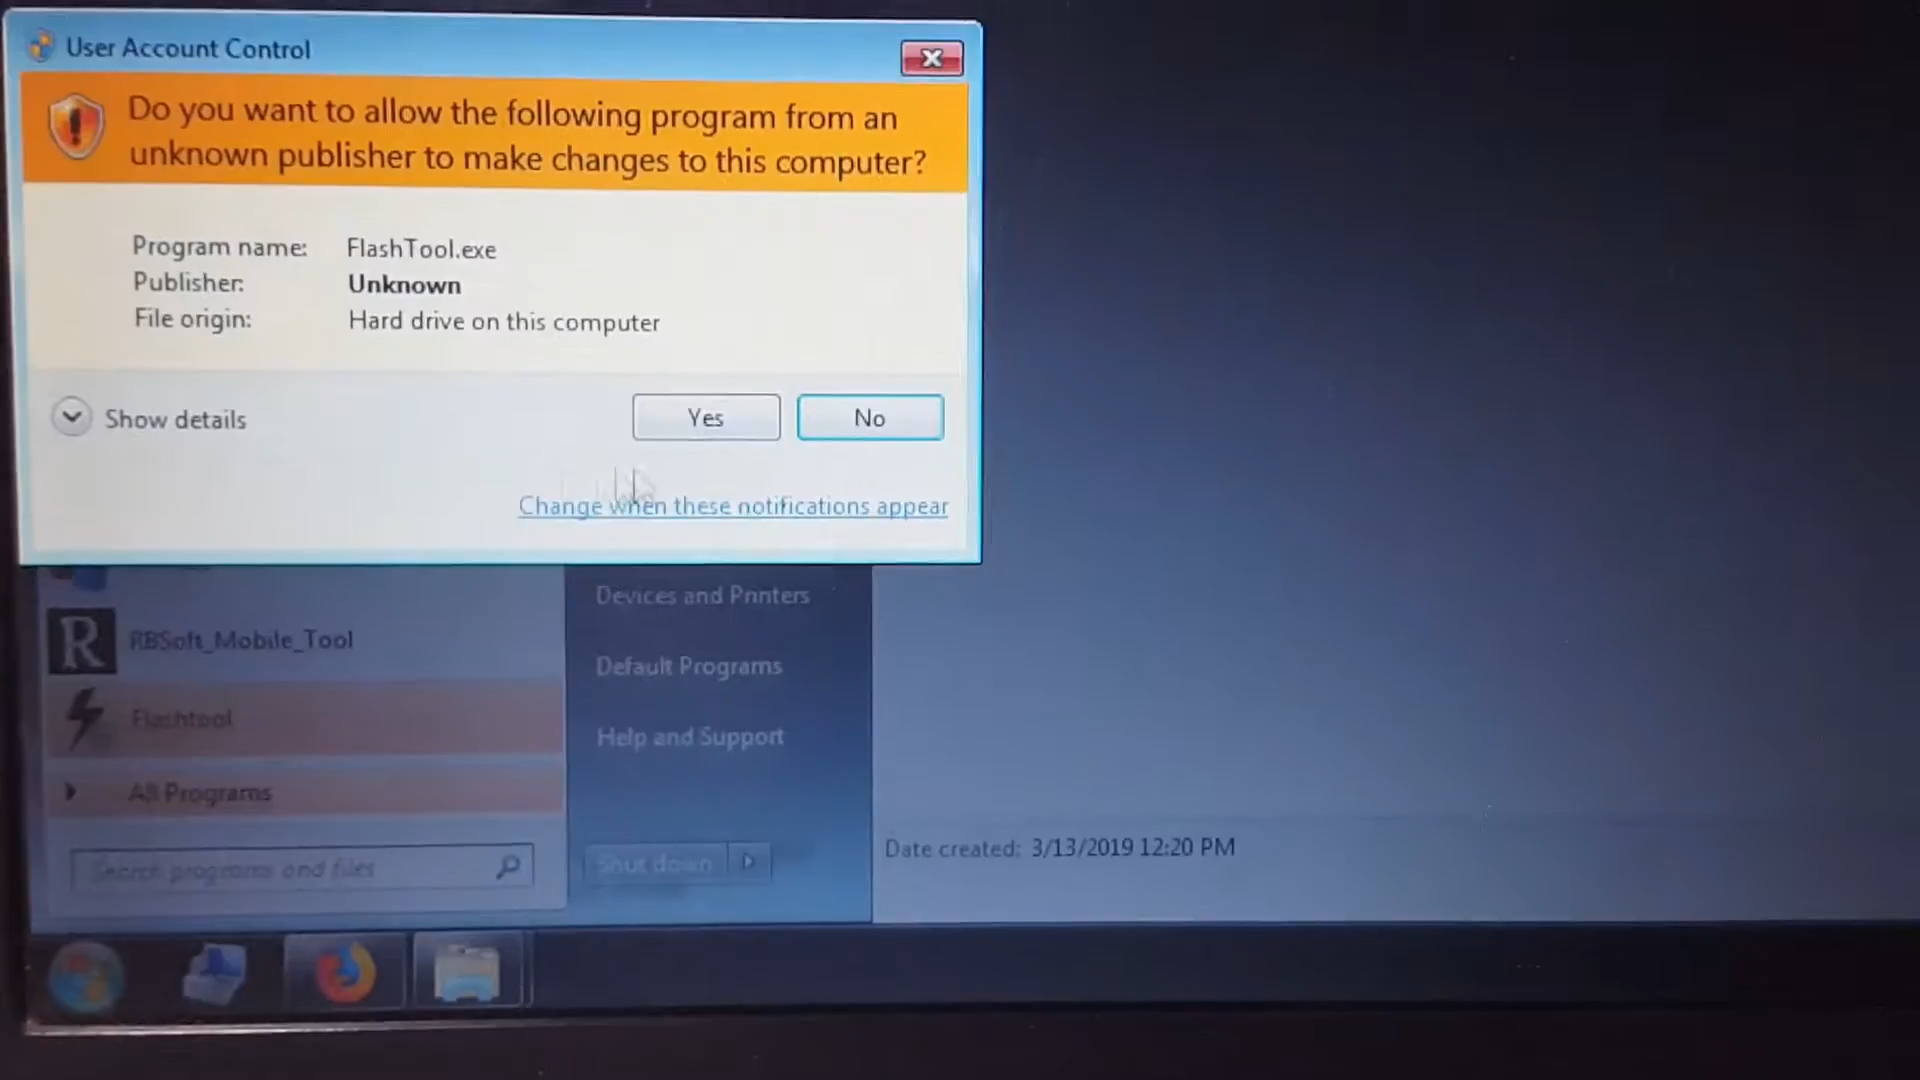 User Account Control
Do you want to allow the following program from an
unknown publisher to make changes to this computer?
Program name: FlashTool.exe
Publisher: Unknown
File origin: Hard drive on this computer
Show details
Yes
No
Change when these notifications appear
Devices and Printers
RBSoft_Mobile_Tool
Default Programs
Flashtool
Help and Support
All Programs
Search programs and files
Shut down
Date created: 3/13/2019 12:20 PM